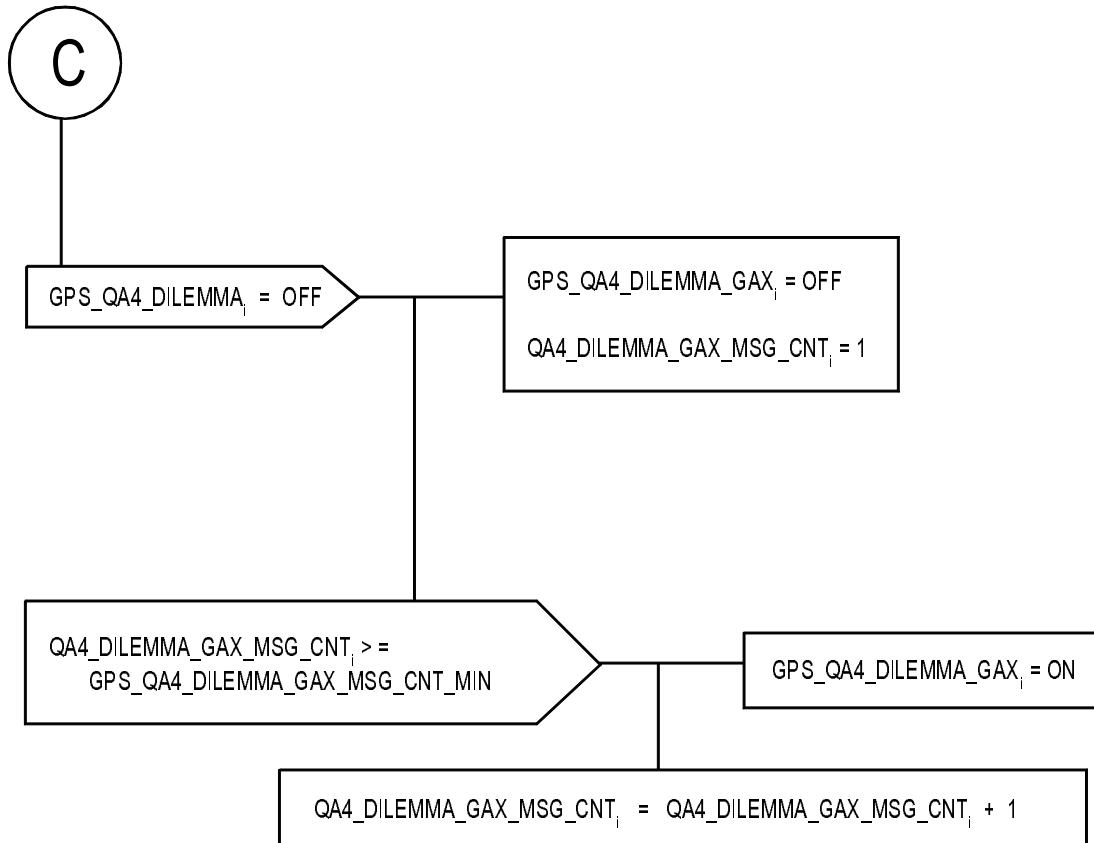 C
GPS_QA4_DILEMMAᵢ = OFF
GPS_QA4_DILEMMA_GAXᵢ = OFF
QA4_DILEMMA_GAX_MSG_CNTᵢ = 1
QA4_DILEMMA_GAX_MSG_CNTᵢ > =
GPS_QA4_DILEMMA_GAX_MSG_CNT_MIN
GPS_QA4_DILEMMA_GAXᵢ = ON
QA4_DILEMMA_GAX_MSG_CNTᵢ = QA4_DILEMMA_GAX_MSG_CNTᵢ + 1